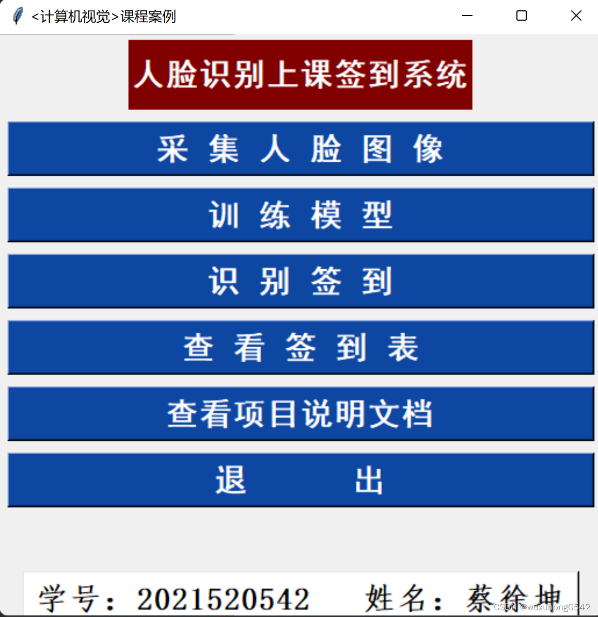 <计算机视觉>课程案例
人脸识别上课签到系统
采 集 人 脸 图 像
训 练 模 型
识 别 签 到
查 看 签 到 表
查看项目说明文档
退 出
学号：2021520542 姓名：蔡徐坤